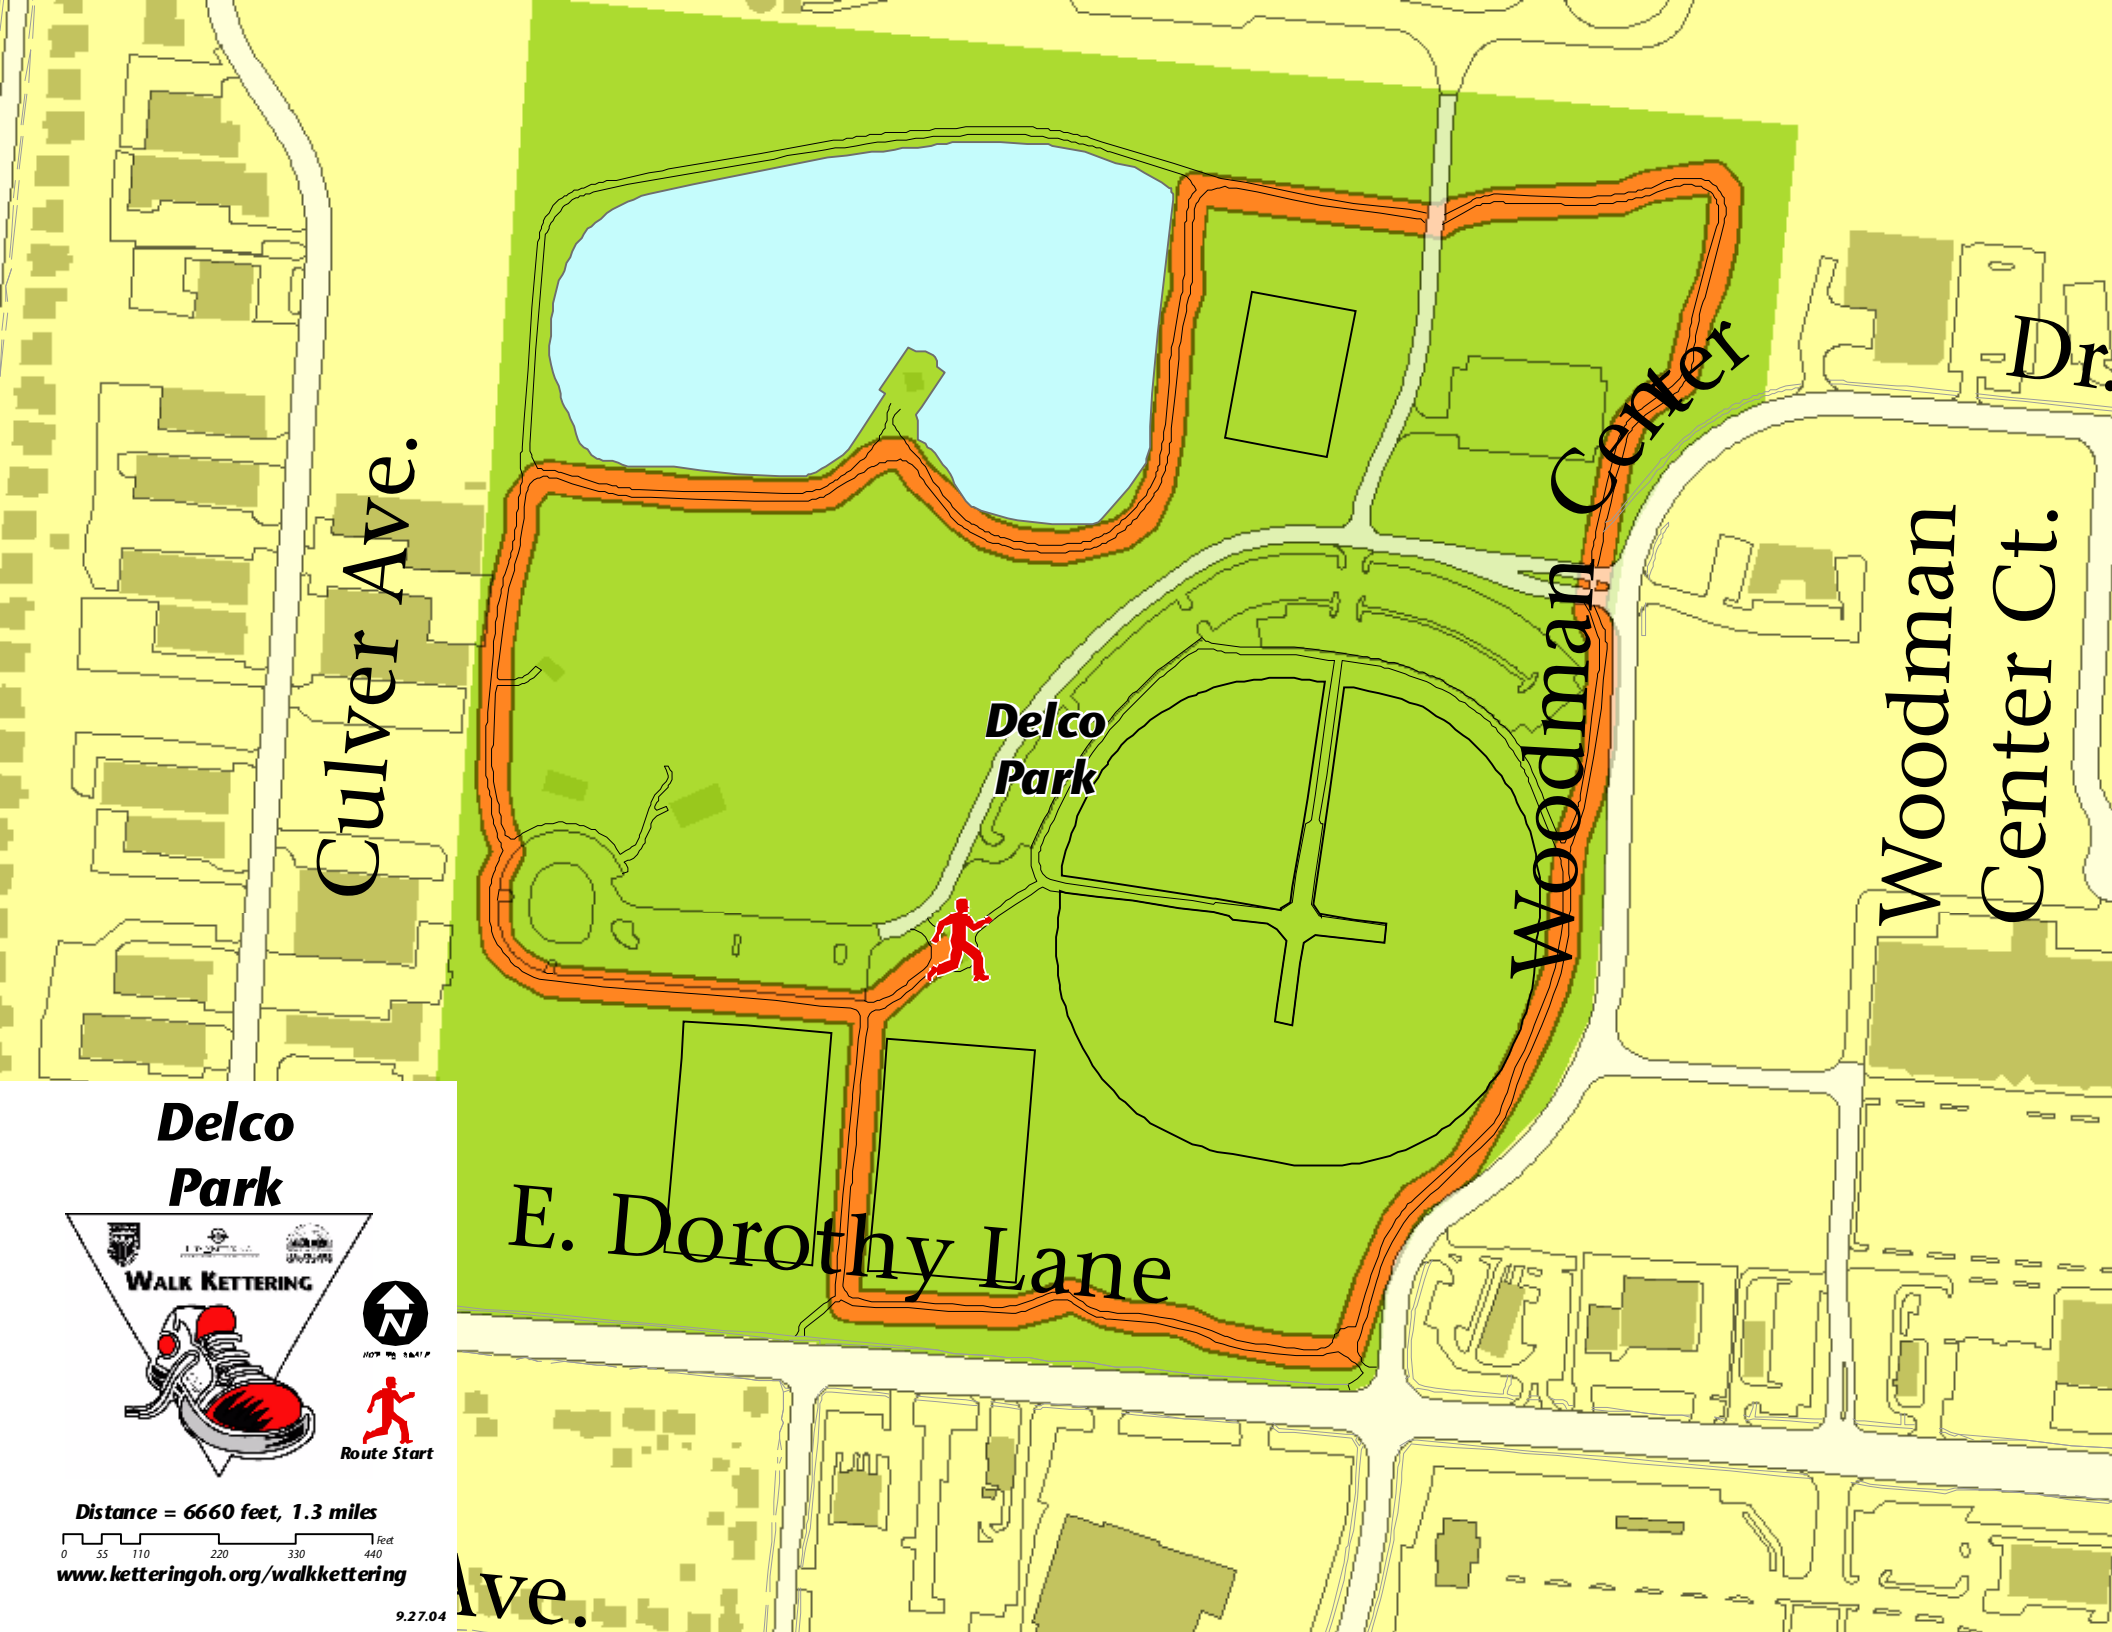 Dr.
Woodman Center
Culver Ave.
Woodman
Center Ct.
Delco
Park
E. Dorothy Lane
Delco
Park
WALK KETTERING
N
Route Start
Distance = 6660 feet, 1.3 miles
Feet
0 55 110 220 330 440
www.ketteringoh.org/walkkettering
9.27.04
Ave.